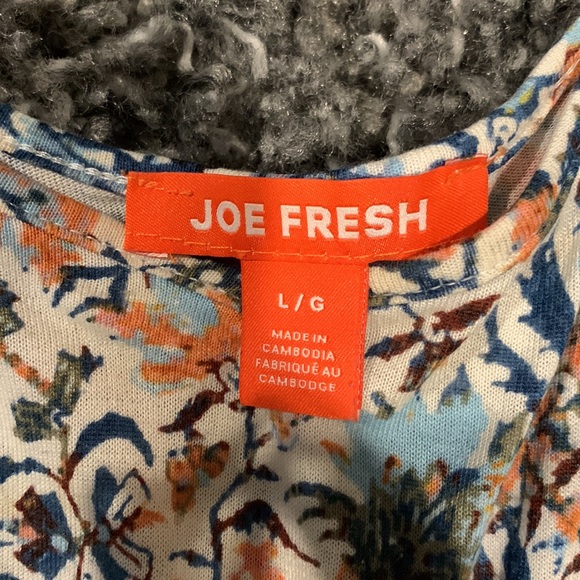 JOE FRESH
L / G
MADE IN
CAMBODIA
FABRIQUÉ AU
CAMBODGE